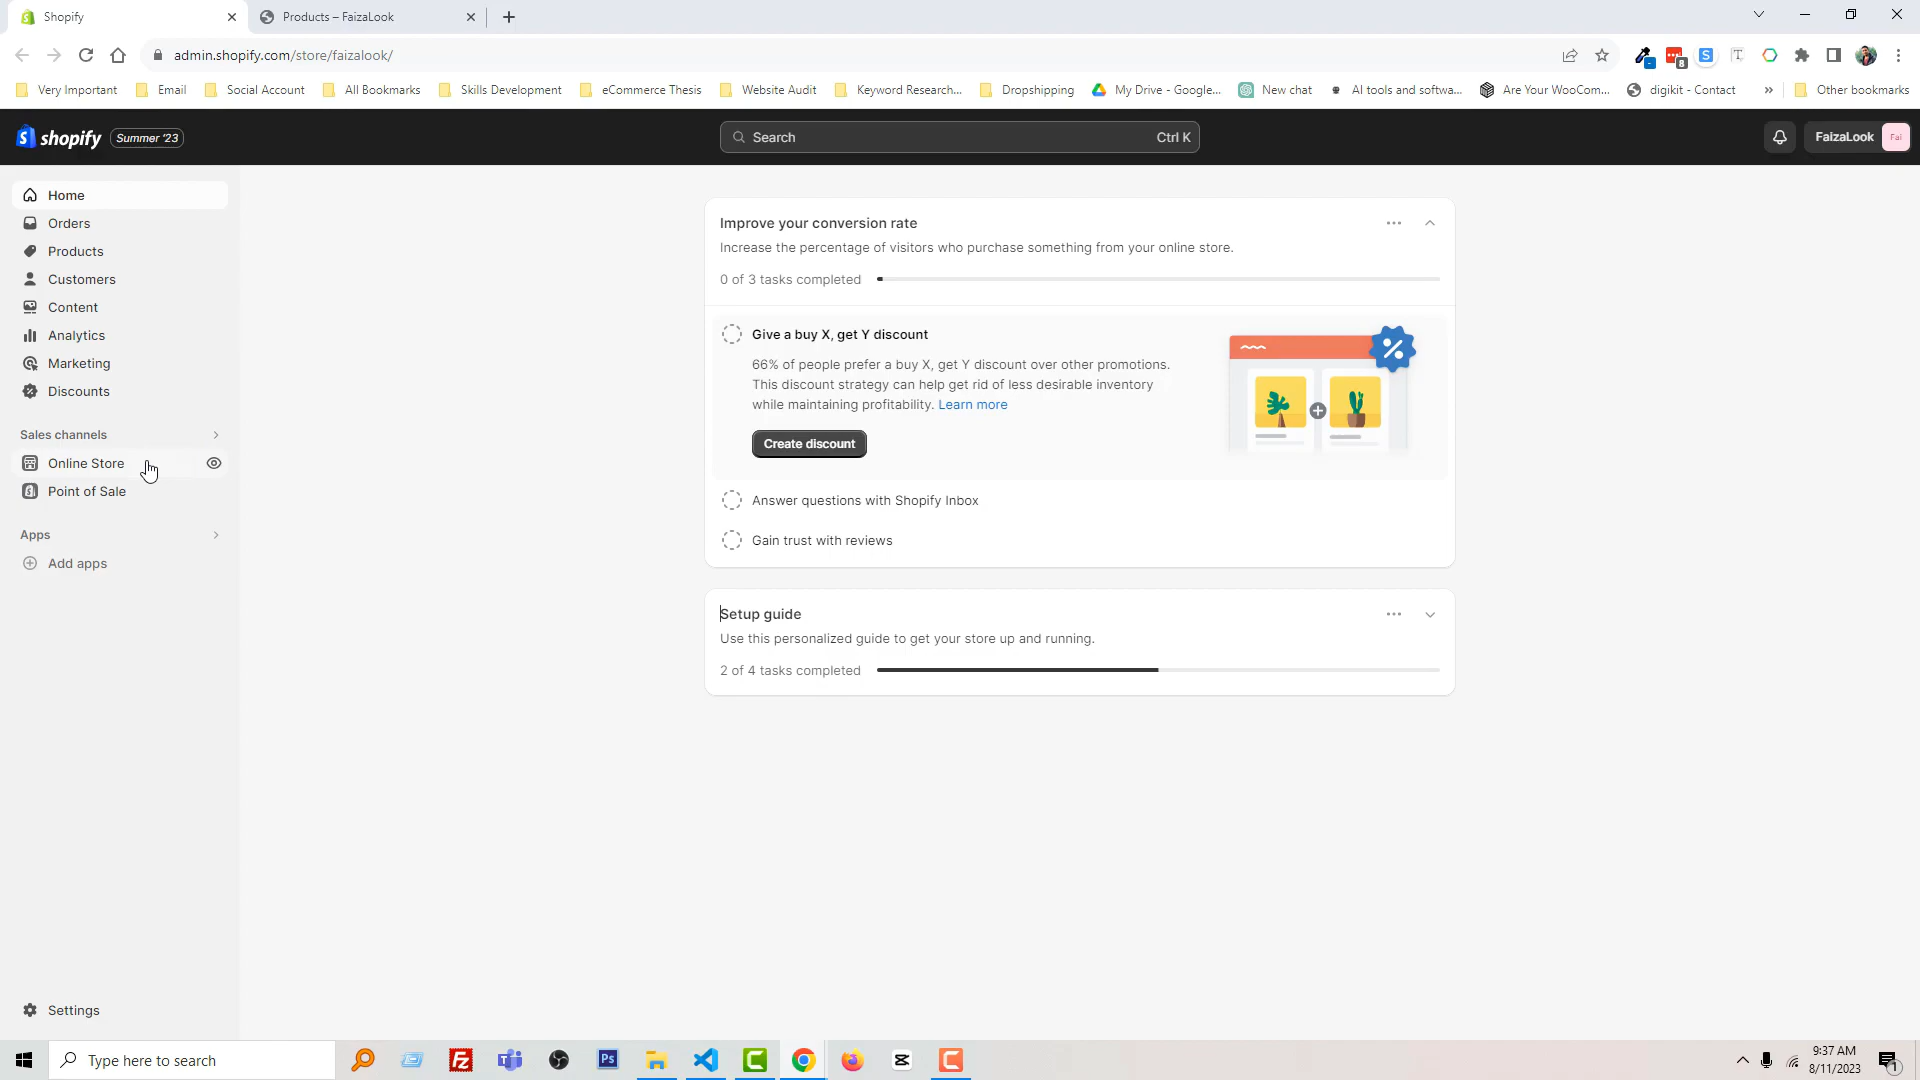 Shopify
Products – FaizaLook
admin.shopify.com/store/faizalook/
8
Very Important
Email
Social Account
All Bookmarks
Skills Development
eCommerce Thesis
Website Audit
Keyword Research...
Dropshipping
My Drive - Google...
New chat
AI tools and softwa...
Are Your WooCom...
digikit - Contact
»
Other bookmarks
shopify
Summer '23
Search
Ctrl K
FaizaLook
Fai
Home
Orders
Products
Customers
Content
Analytics
Marketing
Discounts
Sales channels
Online Store
Point of Sale
Apps
Add apps
Settings
Improve your conversion rate
Increase the percentage of visitors who purchase something from your online store.
0 of 3 tasks completed
Give a buy X, get Y discount
66% of people prefer a buy X, get Y discount over other promotions.
This discount strategy can help get rid of less desirable inventory
while maintaining profitability. Learn more
Create discount
%
Answer questions with Shopify Inbox
Gain trust with reviews
Setup guide
Use this personalized guide to get your store up and running.
2 of 4 tasks completed
Type here to search
Ps
9:37 AM
8/11/2023
1